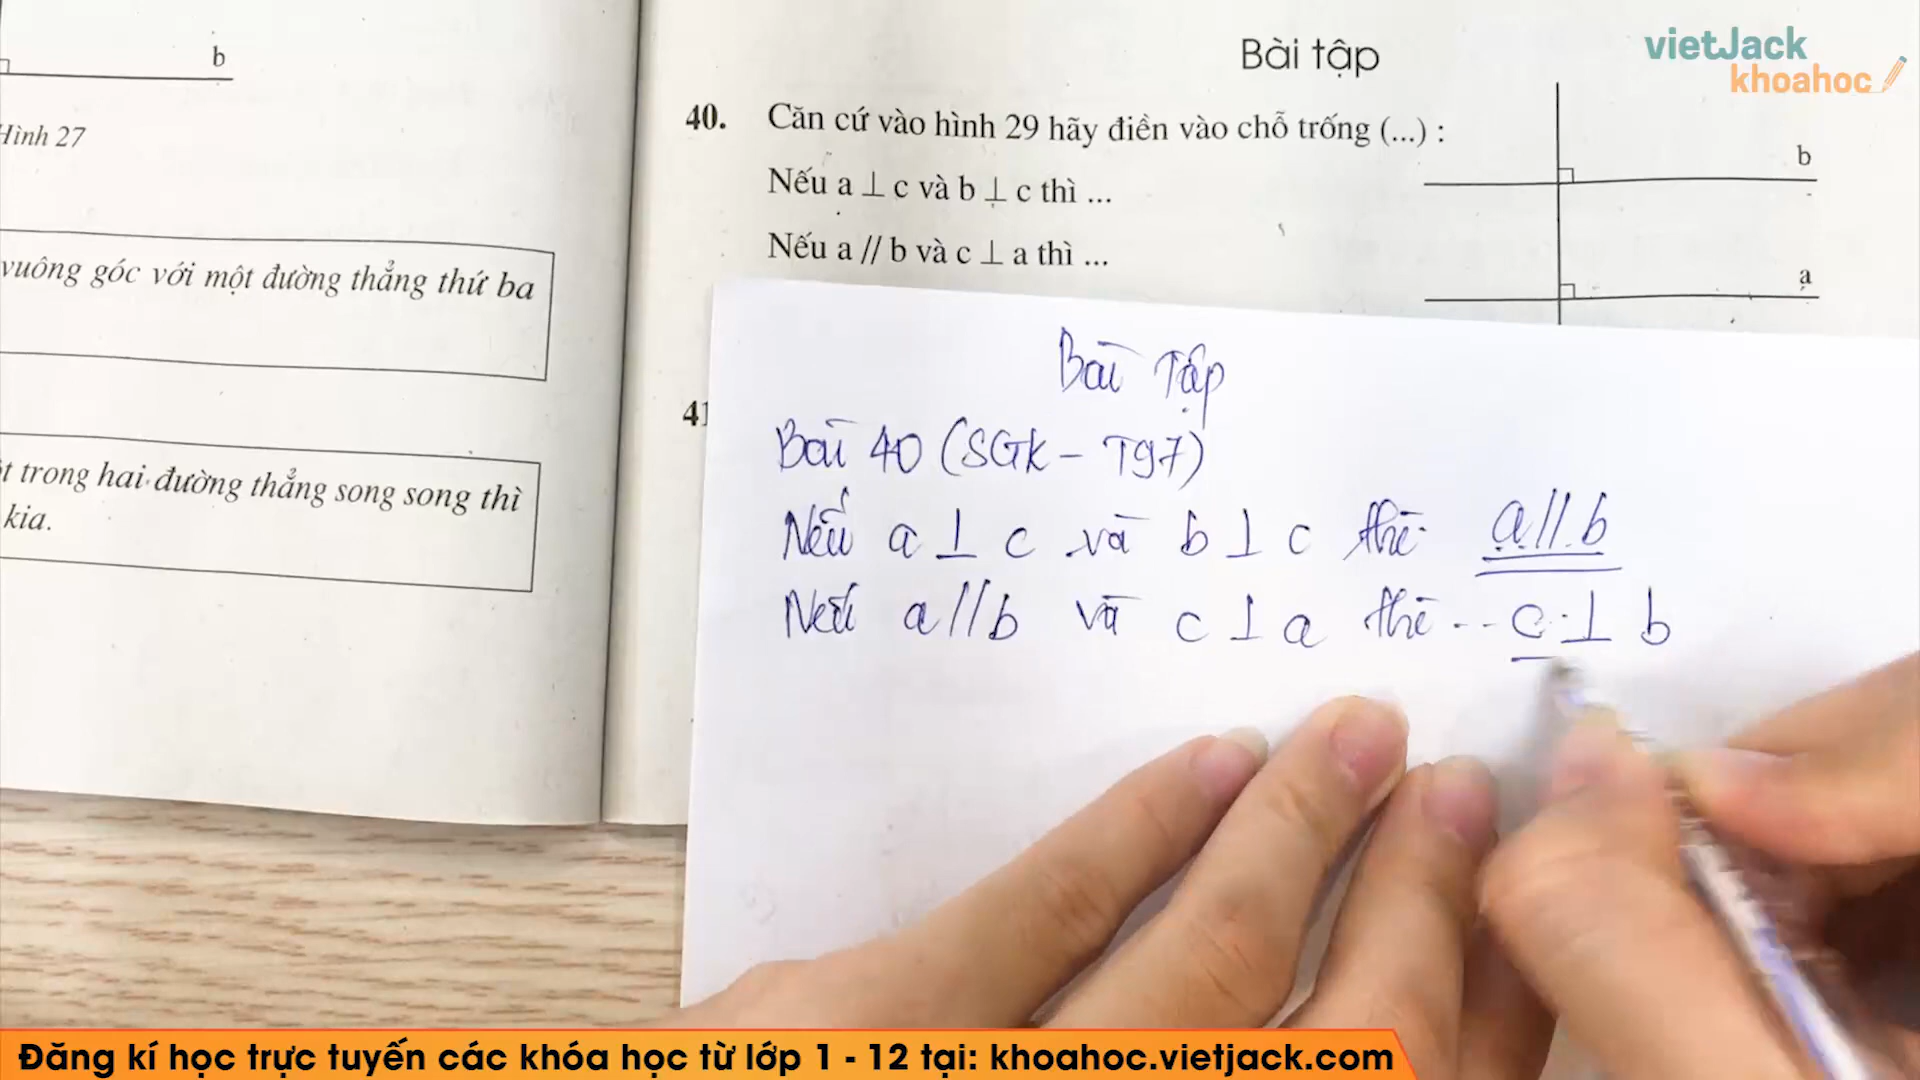 b
Hình 27
vuông góc với một đường thẳng thứ ba
t trong hai đường thẳng song song thì
kia.
Bài tập
40. Căn cứ vào hình 29 hãy điền vào chỗ trống (...) :
Nếu a ⊥ c và b ⊥ c thì ...
Nếu a // b và c ⊥ a thì ...
b
a
41
vietJack
khoahoc
Bài Tập
Bài 40 (SGK - T97)
Nếu a ⊥ c và b ⊥ c thì a // b
Nếu a // b và c ⊥ a thì ... c ⊥ b
Đăng kí học trực tuyến các khóa học từ lớp 1 - 12 tại: khoahoc.vietjack.com